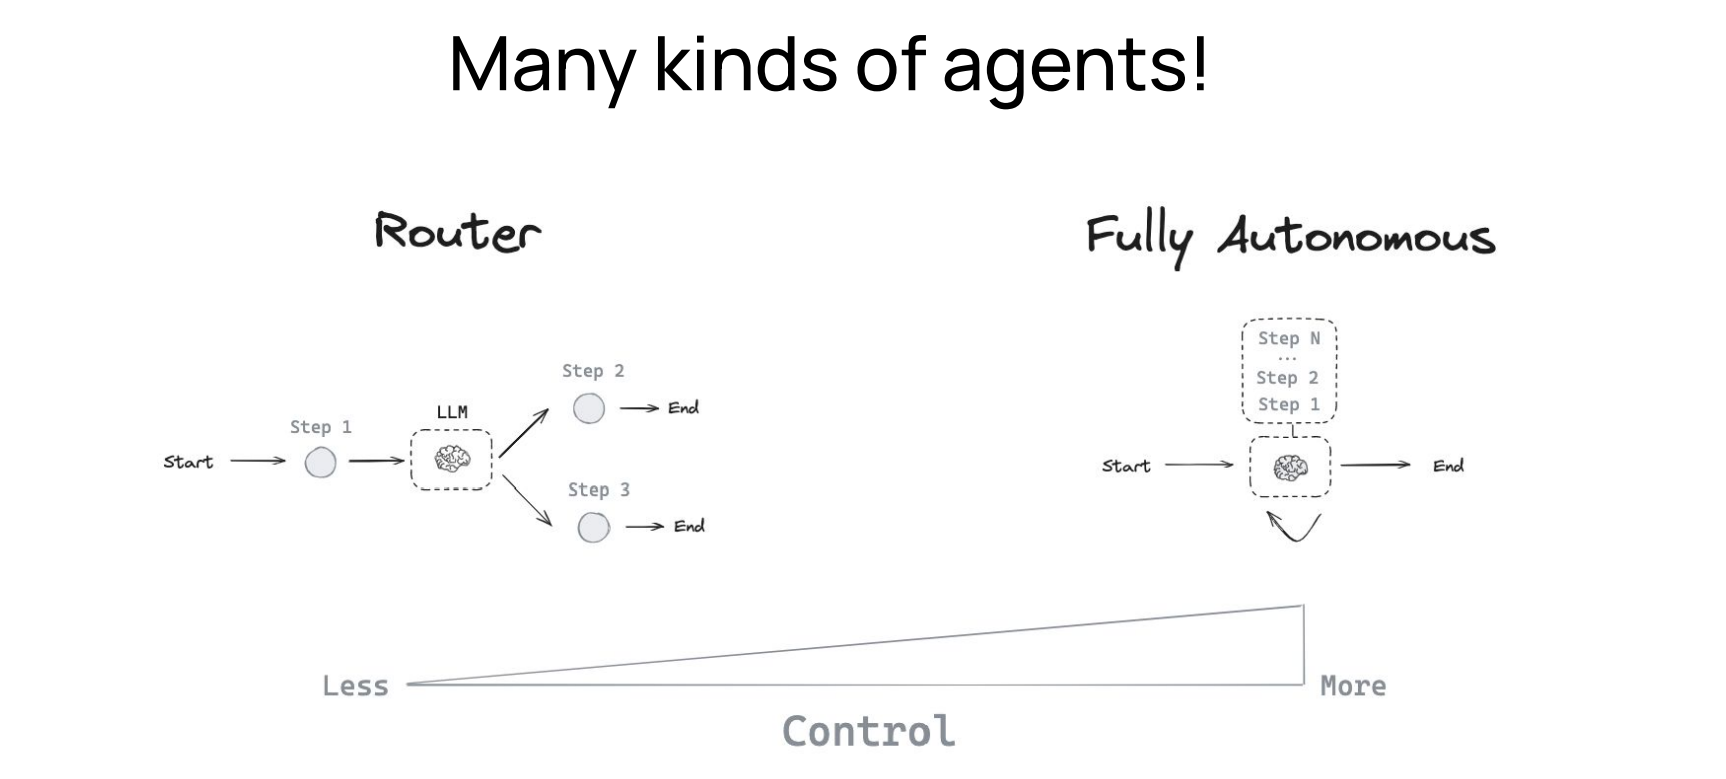 Many kinds of agents!
Router
Fully Autonomous
Step 2
End
LLM
Step 1
Start
Step 3
End
Step N
...
Step 2
Step 1
Start
End
Less
More
Control